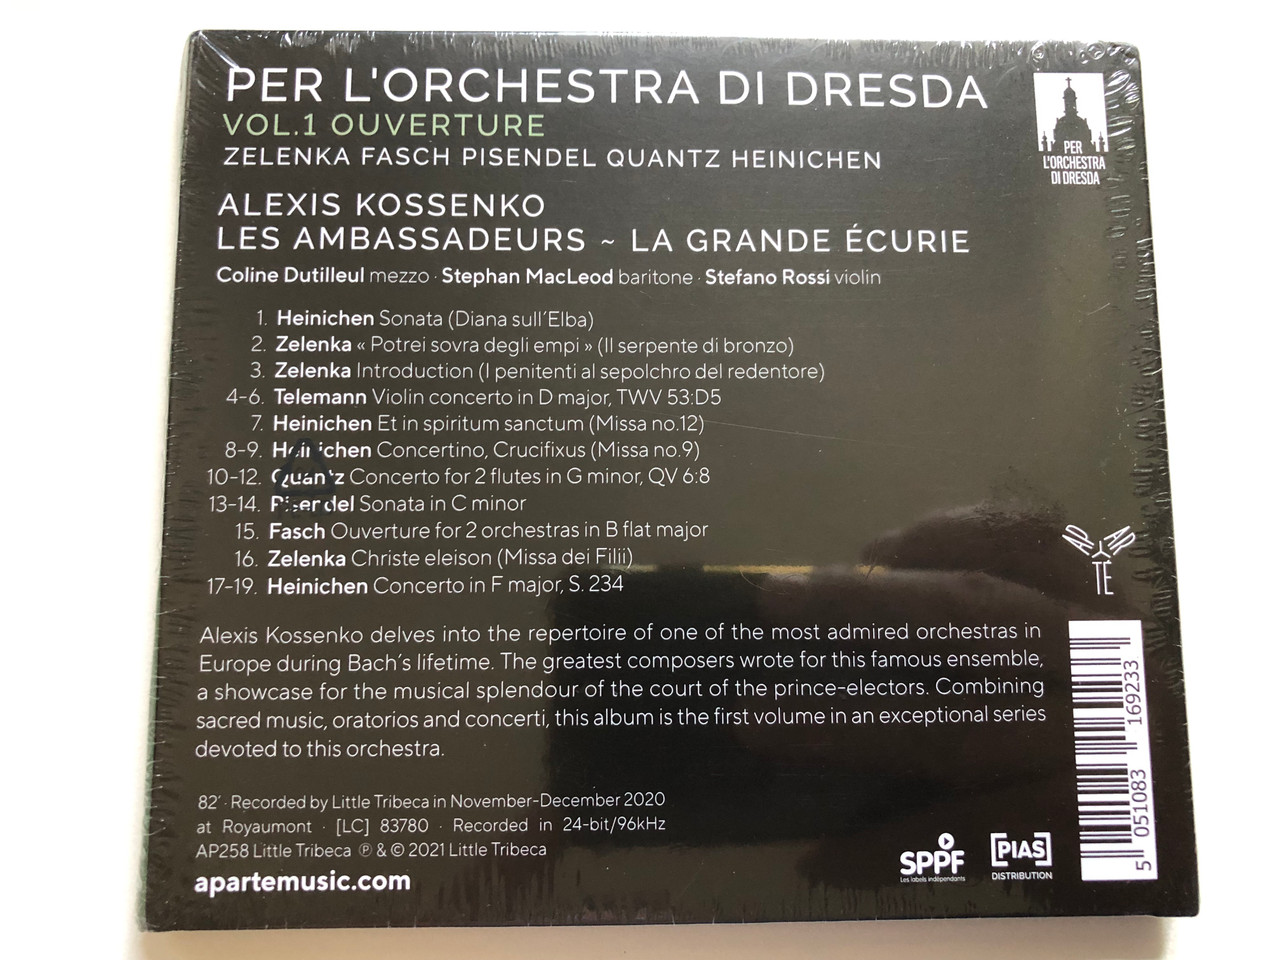 PER L'ORCHESTRA DI DRESDA
VOL.1 OUVERTURE
ZELENKA FASCH PISENDEL QUANTZ HEINICHEN
PER
L'ORCHESTRA
DI DRESDA
ALEXIS KOSSENKO
LES AMBASSADEURS ~ LA GRANDE ÉCURIE
Coline Dutilleul mezzo · Stephan MacLeod baritone · Stefano Rossi violin
1. Heinichen Sonata (Diana sull'Elba)
2. Zelenka « Potrei sovra degli empi » (Il serpente di bronzo)
3. Zelenka Introduction (I penitenti al sepolchro del redentore)
4-6. Telemann Violin concerto in D major, TWV 53:D5
7. Heinichen Et in spiritum sanctum (Missa no.12)
8-9. Heinichen Concertino, Crucifixus (Missa no.9)
10-12. Quantz Concerto for 2 flutes in G minor, QV 6:8
13-14. Pisendel Sonata in C minor
15. Fasch Ouverture for 2 orchestras in B flat major
16. Zelenka Christe eleison (Missa dei Filii)
17-19. Heinichen Concerto in F major, S. 234
AP
AR
TÉ
Alexis Kossenko delves into the repertoire of one of the most admired orchestras in
Europe during Bach's lifetime. The greatest composers wrote for this famous ensemble,
a showcase for the musical splendour of the court of the prince-electors. Combining
sacred music, oratorios and concerti, this album is the first volume in an exceptional series
devoted to this orchestra.
82' · Recorded by Little Tribeca in November-December 2020
at Royaumont · [LC] 83780 · Recorded in 24-bit/96kHz
AP258 Little Tribeca ℗ & © 2021 Little Tribeca
apartemusic.com
SPPF
Les labels indépendants
[PIAS]
DISTRIBUTION
5 051083 169233